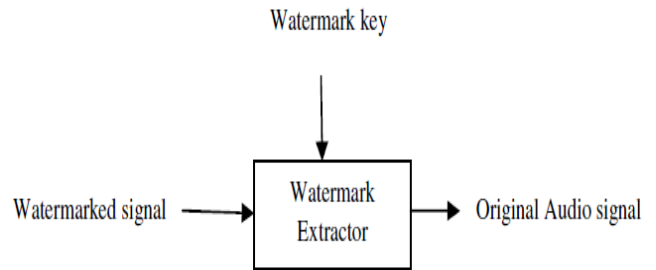 Watermark key
Watermarked signal
Watermark
Extractor
Original Audio signal